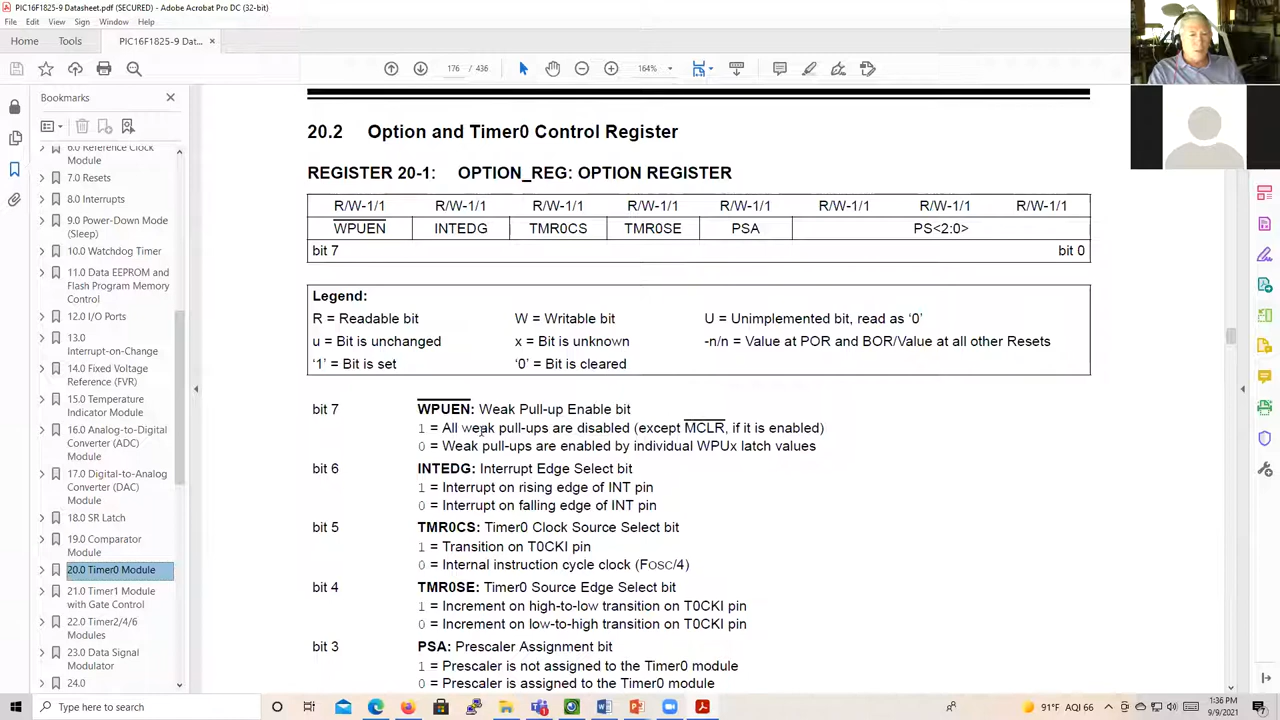 PIC16F1825-9 Datasheet.pdf (SECURED) - Adobe Acrobat Pro DC (32-bit)
File Edit View Sign Window Help
Home Tools PIC16F1825-9 Dat... ×
176 / 436 164%
Bookmarks
6.0 Reference Clock
Module
7.0 Resets
8.0 Interrupts
9.0 Power-Down Mode
(Sleep)
10.0 Watchdog Timer
11.0 Data EEPROM and
Flash Program Memory
Control
12.0 I/O Ports
13.0
Interrupt-on-Change
14.0 Fixed Voltage
Reference (FVR)
15.0 Temperature
Indicator Module
16.0 Analog-to-Digital
Converter (ADC)
Module
17.0 Digital-to-Analog
Converter (DAC)
Module
18.0 SR Latch
19.0 Comparator
Module
20.0 Timer0 Module
21.0 Timer1 Module
with Gate Control
22.0 Timer2/4/6
Modules
23.0 Data Signal
Modulator
24.0
20.2 Option and Timer0 Control Register
REGISTER 20-1: OPTION_REG: OPTION REGISTER
R/W-1/1 R/W-1/1 R/W-1/1 R/W-1/1 R/W-1/1 R/W-1/1 R/W-1/1 R/W-1/1
WPUEN INTEDG TMR0CS TMR0SE PSA PS<2:0>
bit 7 bit 0
Legend:
R = Readable bit W = Writable bit U = Unimplemented bit, read as ‘0’
u = Bit is unchanged x = Bit is unknown -n/n = Value at POR and BOR/Value at all other Resets
‘1’ = Bit is set ‘0’ = Bit is cleared
bit 7 WPUEN: Weak Pull-up Enable bit
1 = All weak pull-ups are disabled (except MCLR, if it is enabled)
0 = Weak pull-ups are enabled by individual WPUx latch values
bit 6 INTEDG: Interrupt Edge Select bit
1 = Interrupt on rising edge of INT pin
0 = Interrupt on falling edge of INT pin
bit 5 TMR0CS: Timer0 Clock Source Select bit
1 = Transition on T0CKI pin
0 = Internal instruction cycle clock (FOSC/4)
bit 4 TMR0SE: Timer0 Source Edge Select bit
1 = Increment on high-to-low transition on T0CKI pin
0 = Increment on low-to-high transition on T0CKI pin
bit 3 PSA: Prescaler Assignment bit
1 = Prescaler is not assigned to the Timer0 module
0 = Prescaler is assigned to the Timer0 module
Type here to search
91°F AQI 66
1:36 PM
9/9/2021